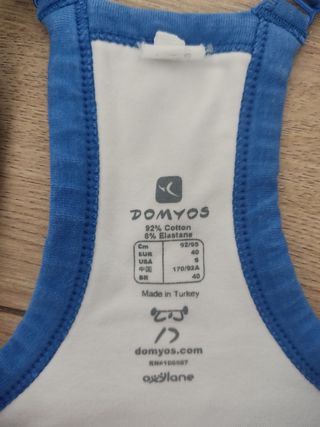 DOMYOS
92% Cotton
8% Elastane
Cm 92/95
EUR 40
USA S
中国 170/92A
BR 40
Made in Turkey
domyos.com
oxylane